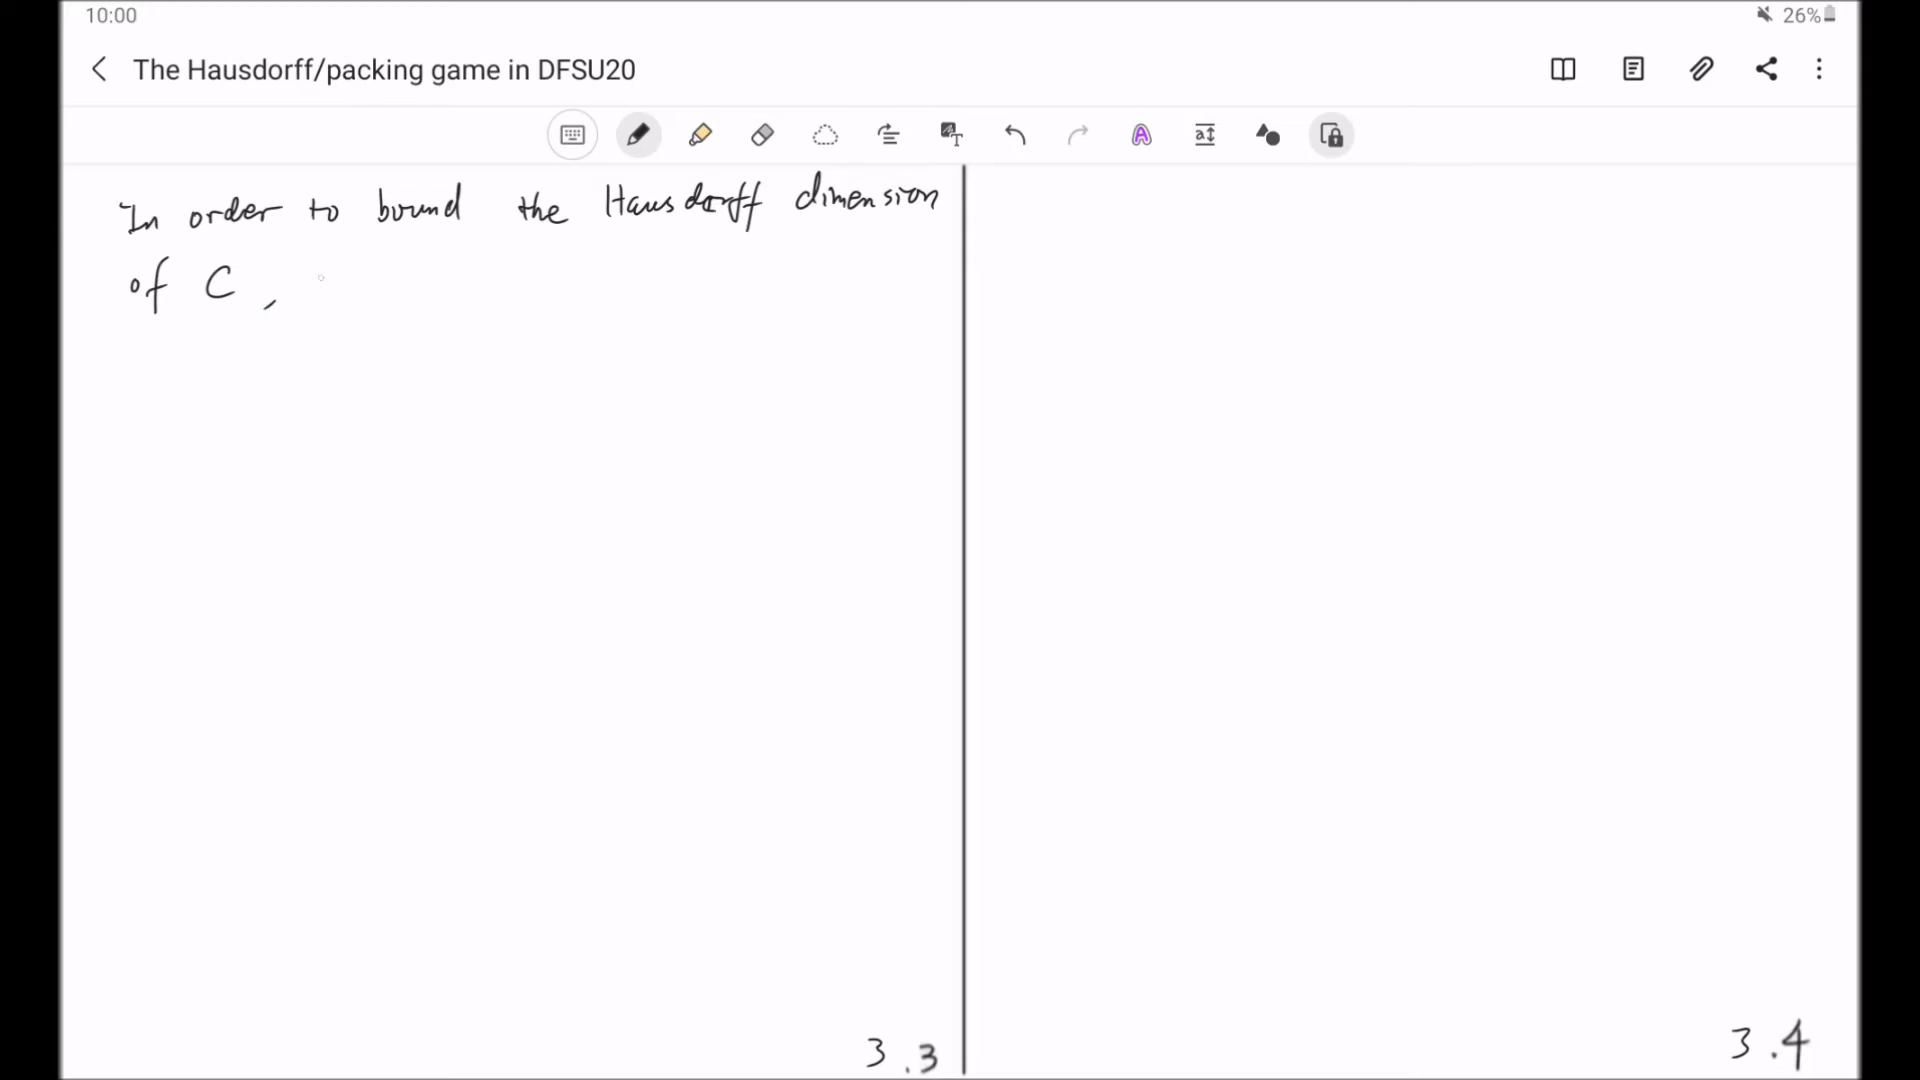 10:00
26%
The Hausdorff/packing game in DFSU20
In order to bound the Hausdorff dimension
of C ,
3.3
3.4